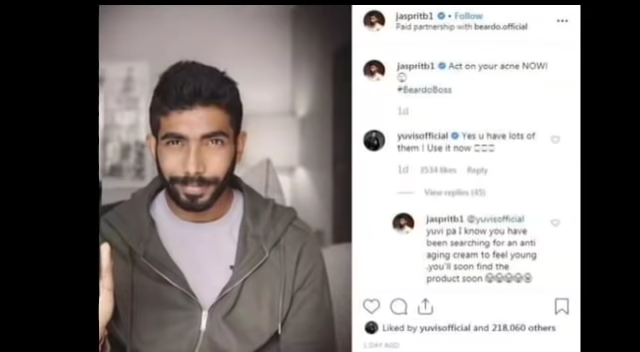 jaspritb1 • Follow
Paid partnership with beardo.official
jaspritb1 Act on your acne NOW!
#BeardoBoss
1d
yuvisofficial Yes u have lots of
them ! Use it now
1d 3534 likes Reply
View replies (45)
jaspritb1 @yuvisofficial
yuvi pa I know you have
been searching for an anti
aging cream to feel young
.you'll soon find the
product soon 😂😂😂😂😂
Liked by yuvisofficial and 218,060 others
1 DAY AGO